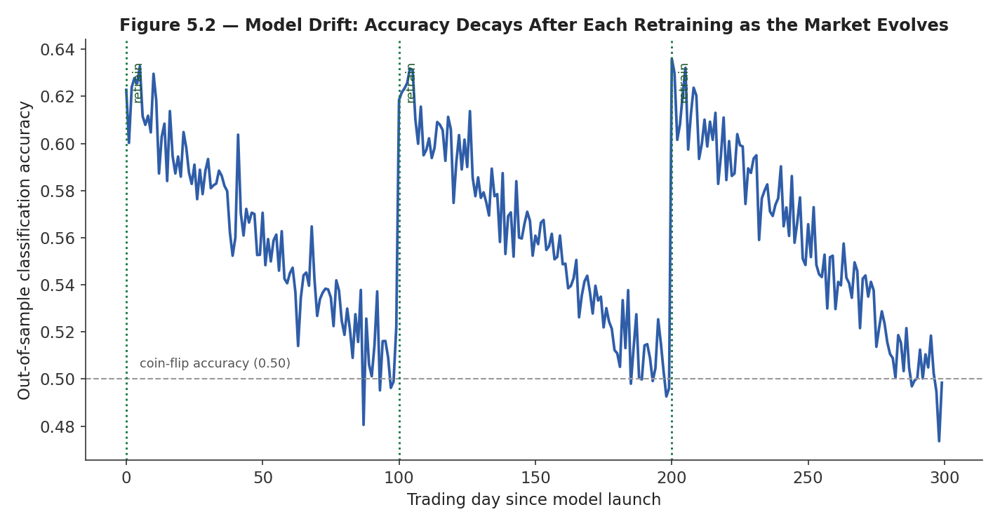 Figure 5.2 — Model Drift: Accuracy Decays After Each Retraining as the Market Evolves
Out-of-sample classification accuracy
0.64
0.62
0.60
0.58
0.56
0.54
0.52
0.50
0.48
retrain
retrain
retrain
coin-flip accuracy (0.50)
0
50
100
150
200
250
300
Trading day since model launch